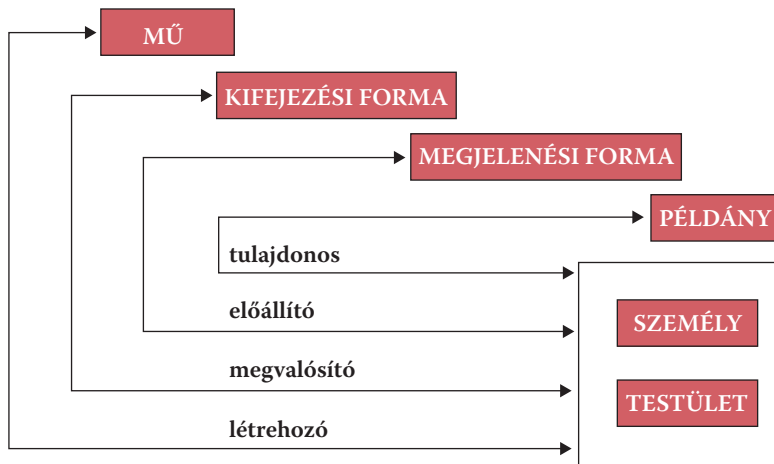 MŰ
KIFEJEZÉSI FORMA
MEGJELENÉSI FORMA
PÉLDÁNY
tulajdonos
előállító
SZEMÉLY
megvalósító
TESTÜLET
létrehozó